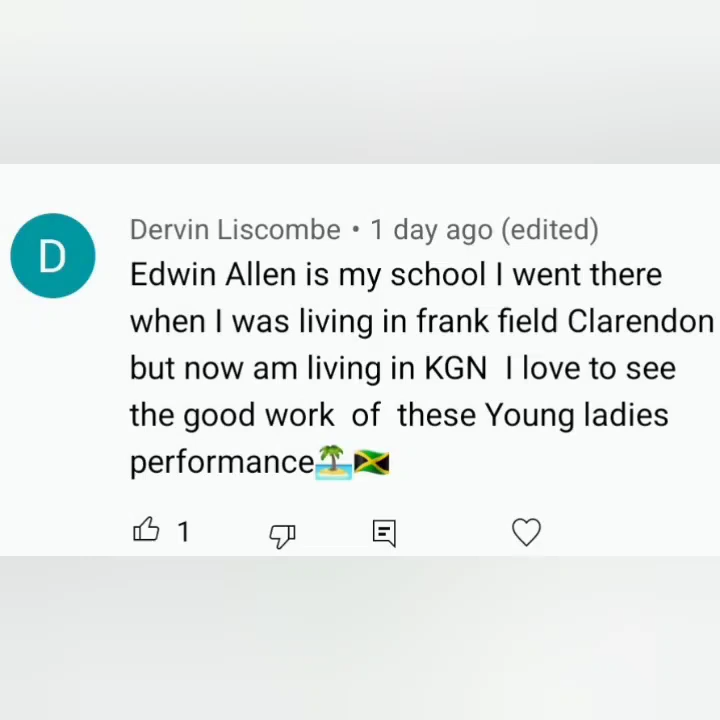 D
Dervin Liscombe • 1 day ago (edited)
Edwin Allen is my school I went there
when I was living in frank field Clarendon
but now am living in KGN  I love to see
the good work  of  these Young ladies
performance🏝️🇯🇲
1